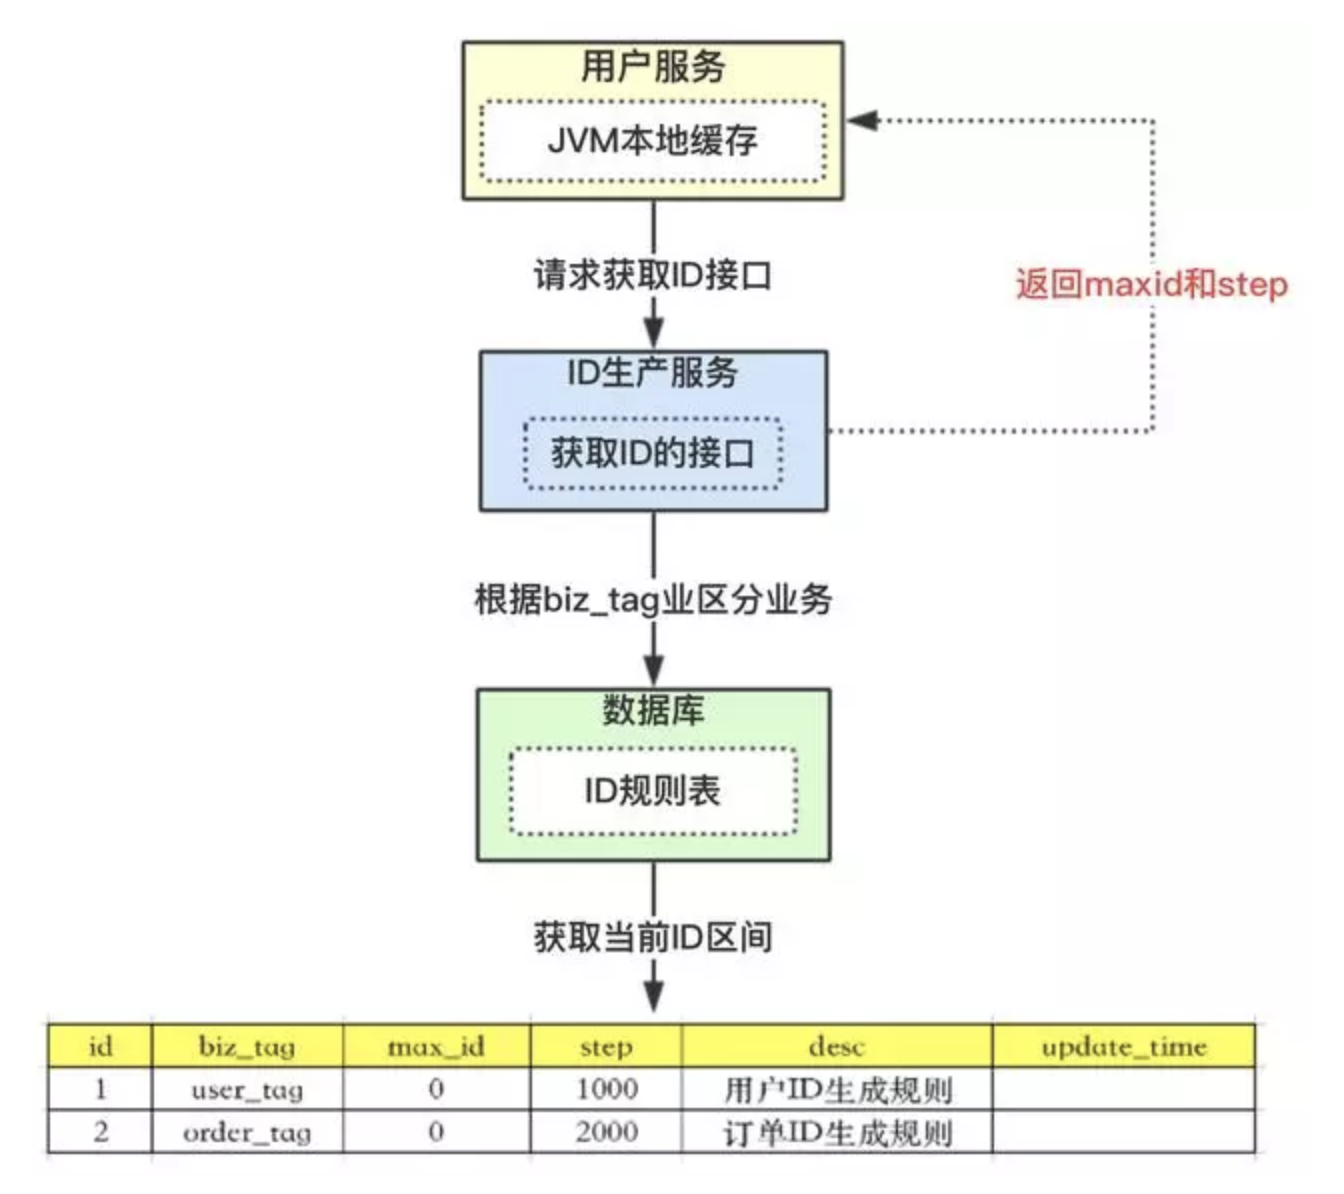 用户服务
JVM本地缓存
请求获取ID接口
返回maxid和step
ID生产服务
获取ID的接口
根据biz_tag业区分业务
数据库
ID规则表
获取当前ID区间
id biz_tag max_id step desc update_time
1 user_tag 0 1000 用户ID生成规则
2 order_tag 0 2000 订单ID生成规则